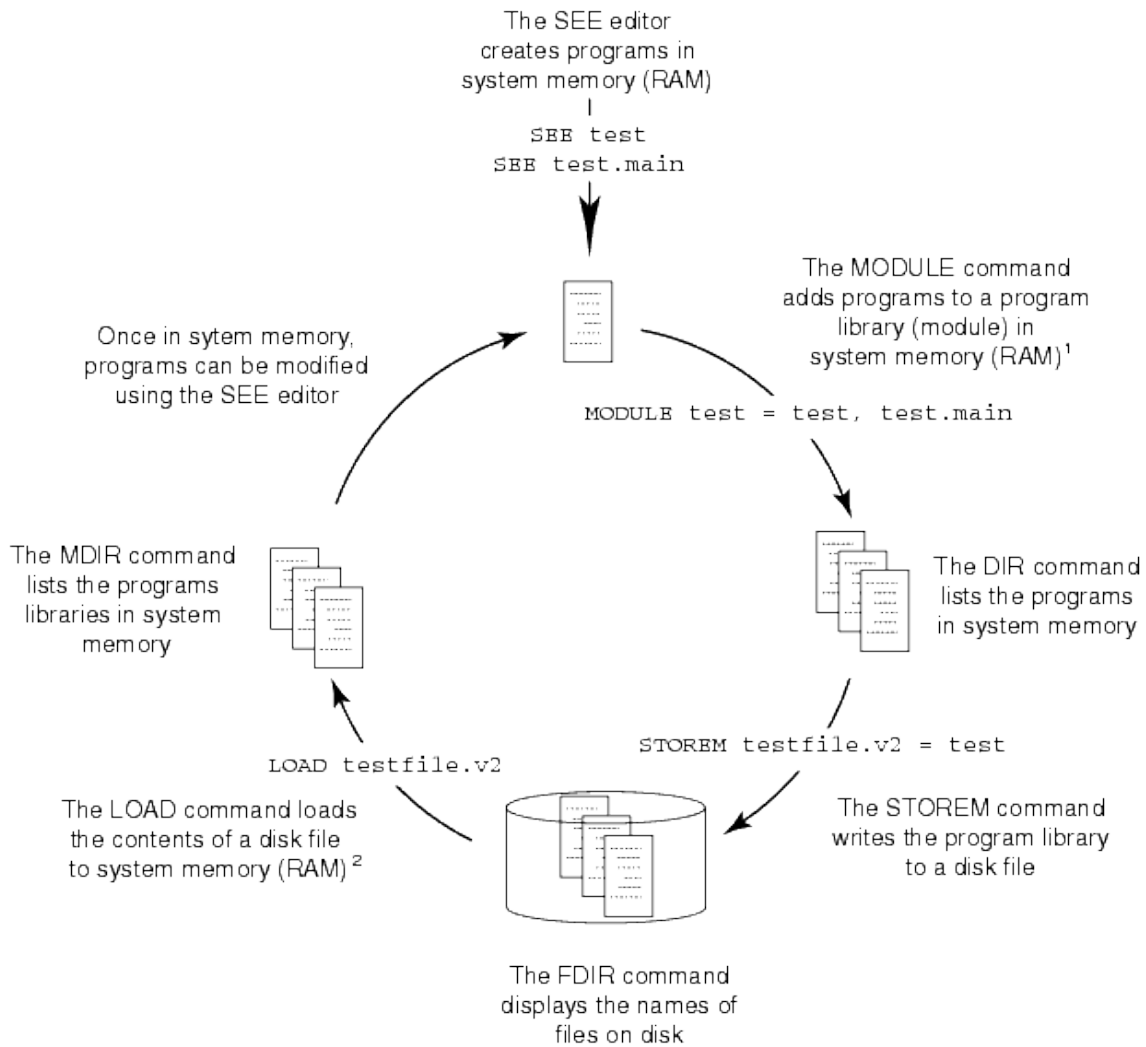 The SEE editor
creates programs in
system memory (RAM)
SEE test
SEE test.main
The MODULE command
adds programs to a program
library (module) in
system memory (RAM)¹
MODULE test = test, test.main
Once in sytem memory,
programs can be modified
using the SEE editor
The MDIR command
lists the programs
libraries in system
memory
The DIR command
lists the programs
in system memory
STOREM testfile.v2 = test
LOAD testfile.v2
The LOAD command loads
the contents of a disk file
to system memory (RAM) ²
The STOREM command
writes the program library
to a disk file
The FDIR command
displays the names of
files on disk